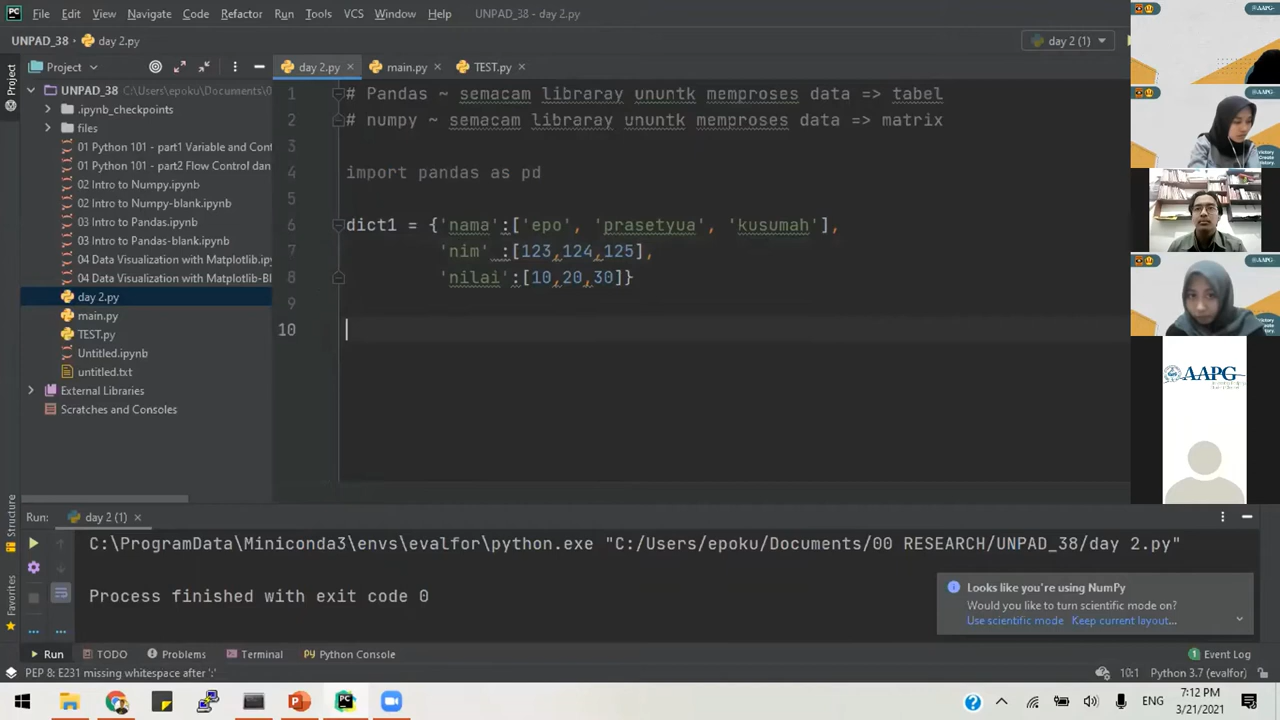 File Edit View Navigate Code Refactor Run Tools VCS Window Help UNPAD_38 - day 2.py
UNPAD_38 day 2.py
day 2 (1)
Project
day 2.py
main.py
TEST.py
Project
UNPAD_38 C:\Users\epoku\Documents\0
.ipynb_checkpoints
files
01 Python 101 - part1 Variable and Cont
01 Python 101 - part2 Flow Control dan
02 Intro to Numpy.ipynb
02 Intro to Numpy-blank.ipynb
03 Intro to Pandas.ipynb
03 Intro to Pandas-blank.ipynb
04 Data Visualization with Matplotlib.ipy
04 Data Visualization with Matplotlib-Bl
day 2.py
main.py
TEST.py
Untitled.ipynb
untitled.txt
External Libraries
Scratches and Consoles
1 # Pandas ~ semacam libraray ununtk memproses data => tabel
2 # numpy ~ semacam libraray ununtk memproses data => matrix
3
4 import pandas as pd
5
6 dict1 = {'nama':['epo', 'prasetyua', 'kusumah'],
7 'nim' :[123,124,125],
8 'nilai':[10,20,30]}
9
10
AAPG
AAPG
AAPG
AAPG
AAPG
Structure
Favorites
Run: day 2 (1)
C:\ProgramData\Miniconda3\envs\evalfor\python.exe "C:/Users/epoku/Documents/00 RESEARCH/UNPAD_38/day 2.py"
Process finished with exit code 0
Looks like you're using NumPy
Would you like to turn scientific mode on?
Use scientific mode Keep current layout...
Run TODO Problems Terminal Python Console 1 Event Log
PEP 8: E231 missing whitespace after ':' 10:1 Python 3.7 (evalfor)
ENG
7:12 PM
3/21/2021